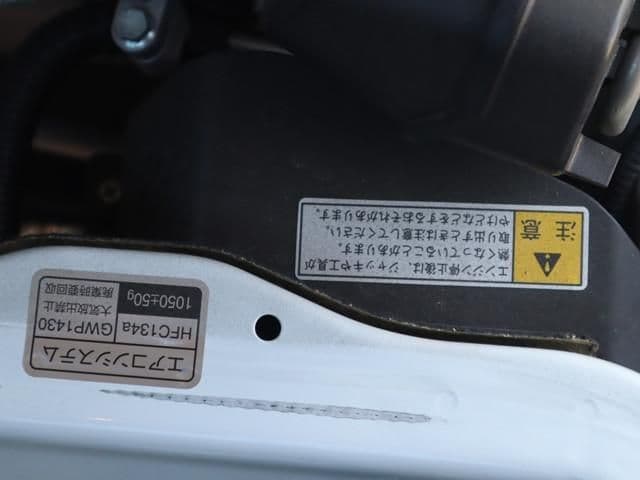 エアコンシステム
HFC134a
GWP1430
1050±50g
大気放出禁止
廃棄時要回収
注意
エンジン停止後は、ジャッキや工具が
熱くなっていることがあります。
取り出すときは注意してください。
やけどなどをするおそれがあります。